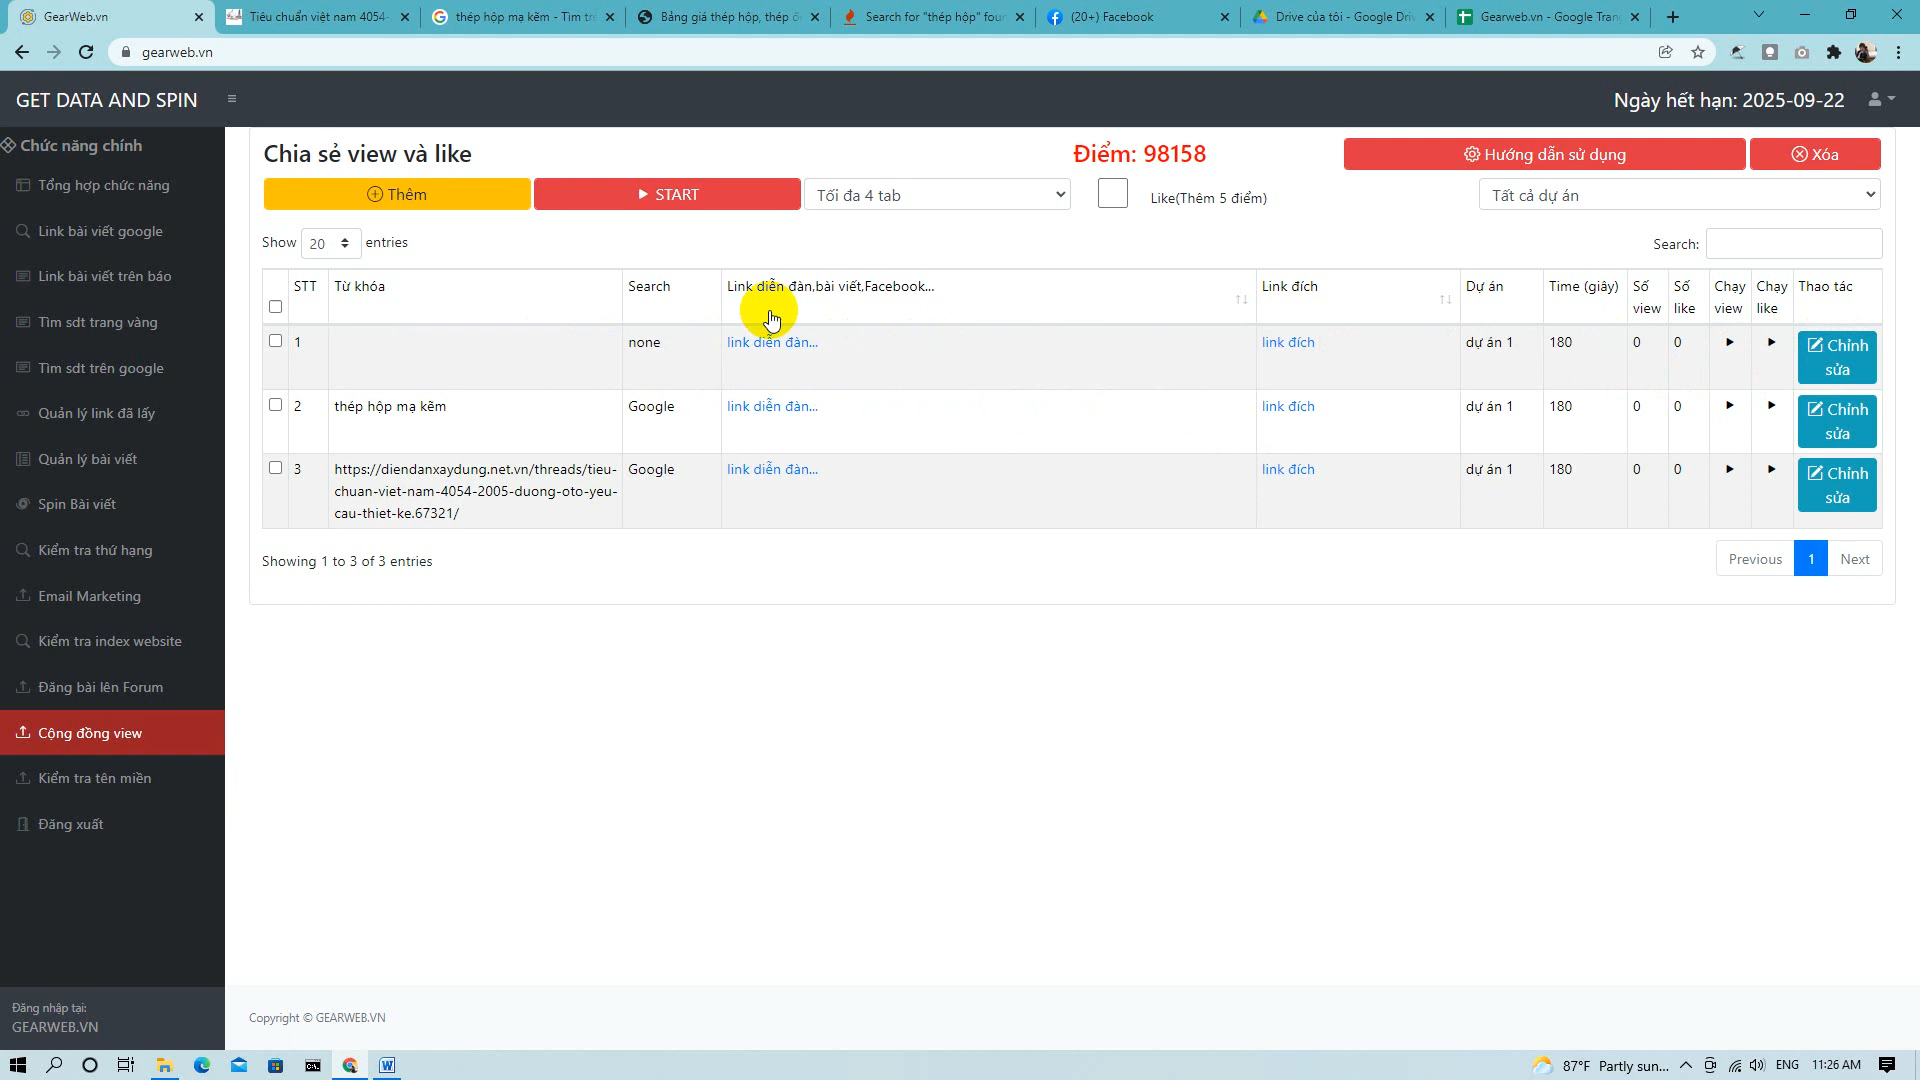 GearWeb.vn
Tiêu chuẩn việt nam 4054-
thép hộp mạ kẽm - Tìm tr
Bảng giá thép hộp, thép ố
Search for "thép hộp" four
(20+) Facebook
Drive của tôi - Google Dri
Gearweb.vn - Google Tran
gearweb.vn
GET DATA AND SPIN
Ngày hết hạn: 2025-09-22
Chức năng chính
Tổng hợp chức năng
Link bài viết google
Link bài viết trên báo
Tìm sdt trang vàng
Tìm sdt trên google
Quản lý link đã lấy
Quản lý bài viết
Spin Bài viết
Kiểm tra thứ hạng
Email Marketing
Kiểm tra index website
Đăng bài lên Forum
Cộng đồng view
Kiểm tra tên miền
Đăng xuất
Đăng nhập tại:
GEARWEB.VN
Chia sẻ view và like
Điểm: 98158
Hướng dẫn sử dụng
Xóa
Thêm
START
Tối đa 4 tab
Like(Thêm 5 điểm)
Tất cả dự án
Show 20 entries
Search:
STT Từ khóa Search Link diễn đàn,bài viết,Facebook... Link đích Dự án Time (giây) Số view Số like Chạy view Chạy like Thao tác
1 none link diễn đàn... link đích dự án 1 180 0 0 Chỉnh sửa
2 thép hộp mạ kẽm Google link diễn đàn... link đích dự án 1 180 0 0 Chỉnh sửa
3 https://diendanxaydung.net.vn/threads/tieu- Google link diễn đàn... link đích dự án 1 180 0 0 Chỉnh sửa
chuan-viet-nam-4054-2005-duong-oto-yeu-
cau-thiet-ke.67321/
Showing 1 to 3 of 3 entries
Previous 1 Next
Copyright © GEARWEB.VN
87°F Partly sun... ENG 11:26 AM